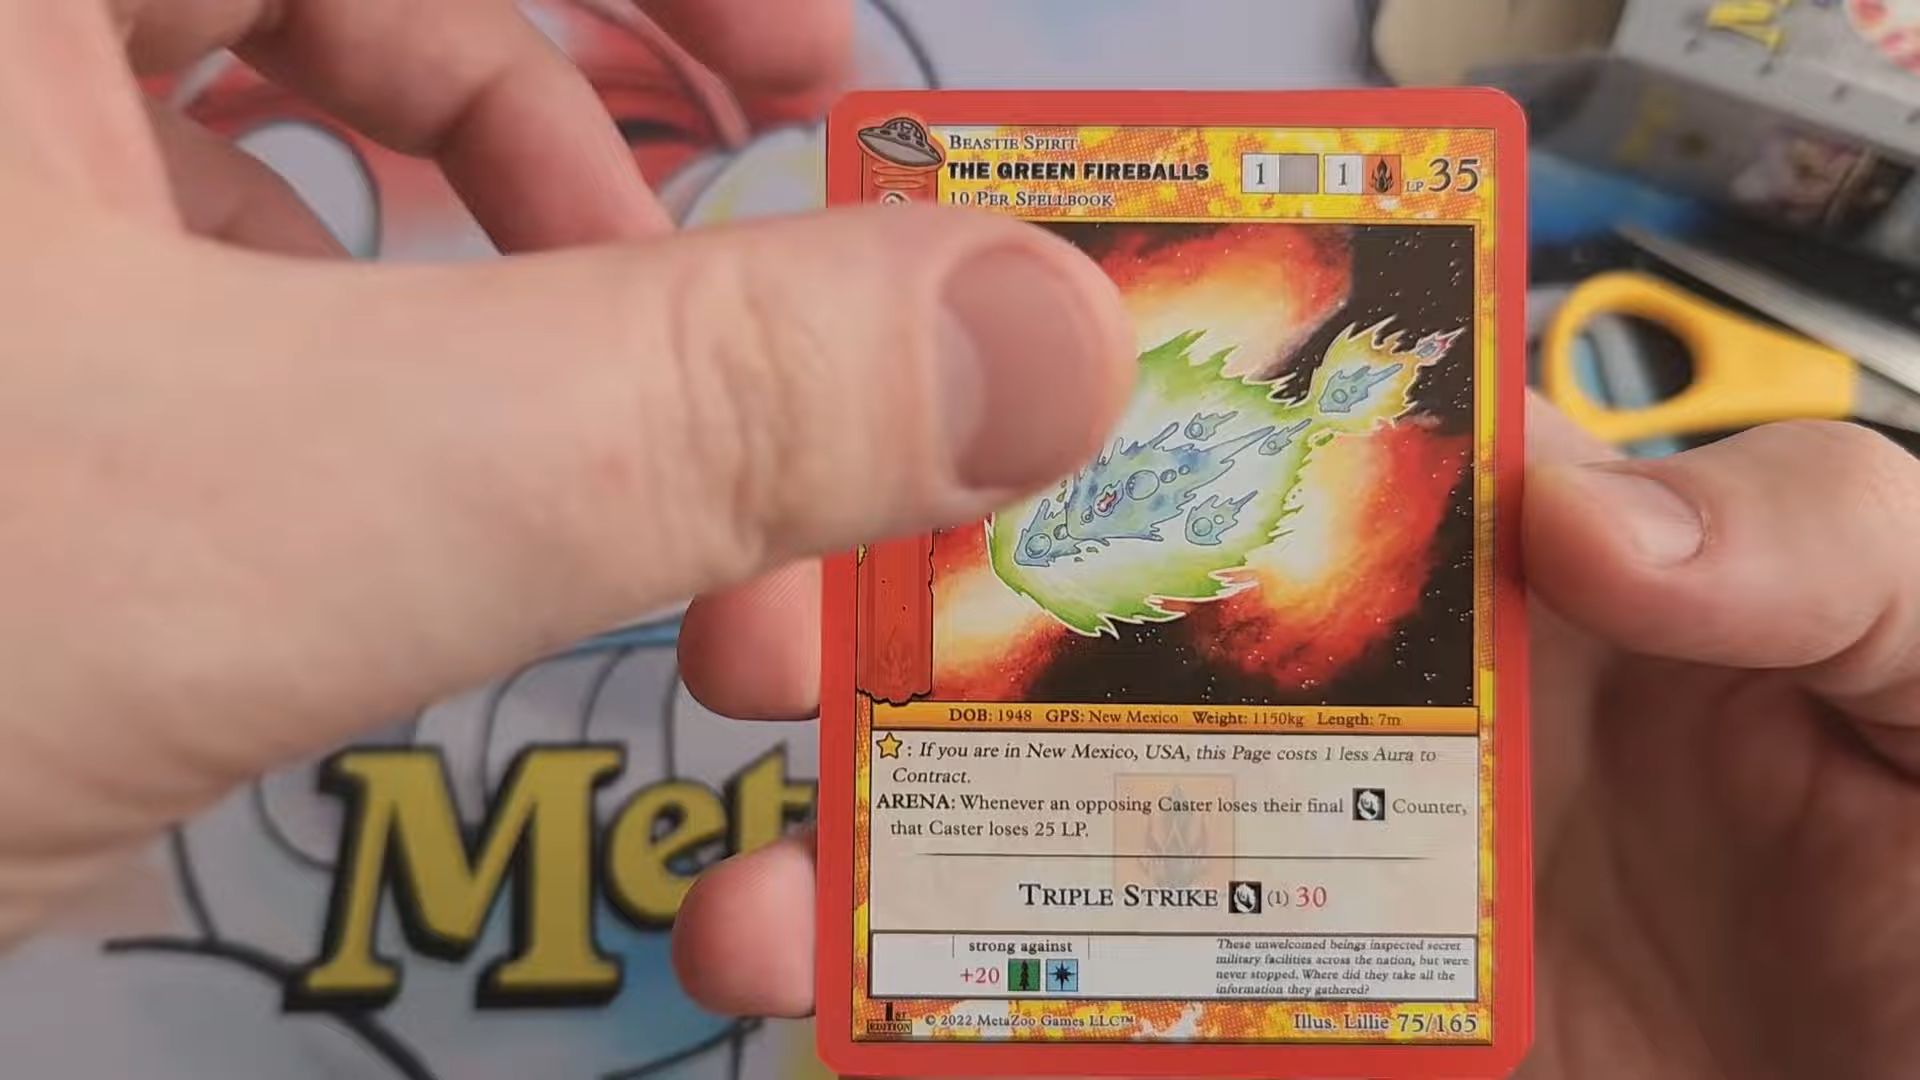 BEASTIE SPIRIT
THE GREEN FIREBALLS
1 1 LP 35
10 PER SPELLBOOK
DOB: 1948 GPS: New Mexico Weight: 1150kg Length: 7m
: If you are in New Mexico, USA, this Page costs 1 less Aura to
Contract.
ARENA: Whenever an opposing Caster loses their final Counter,
that Caster loses 25 LP.
TRIPLE STRIKE (1) 30
strong against
+20
These unwelcomed beings inspected secret
military facilities across the nation, but were
never stopped. Where did they take all the
information they gathered?
1ST
EDITION
© 2022 MetaZoo Games LLC™
Illus. Lillie 75/165
Met
M